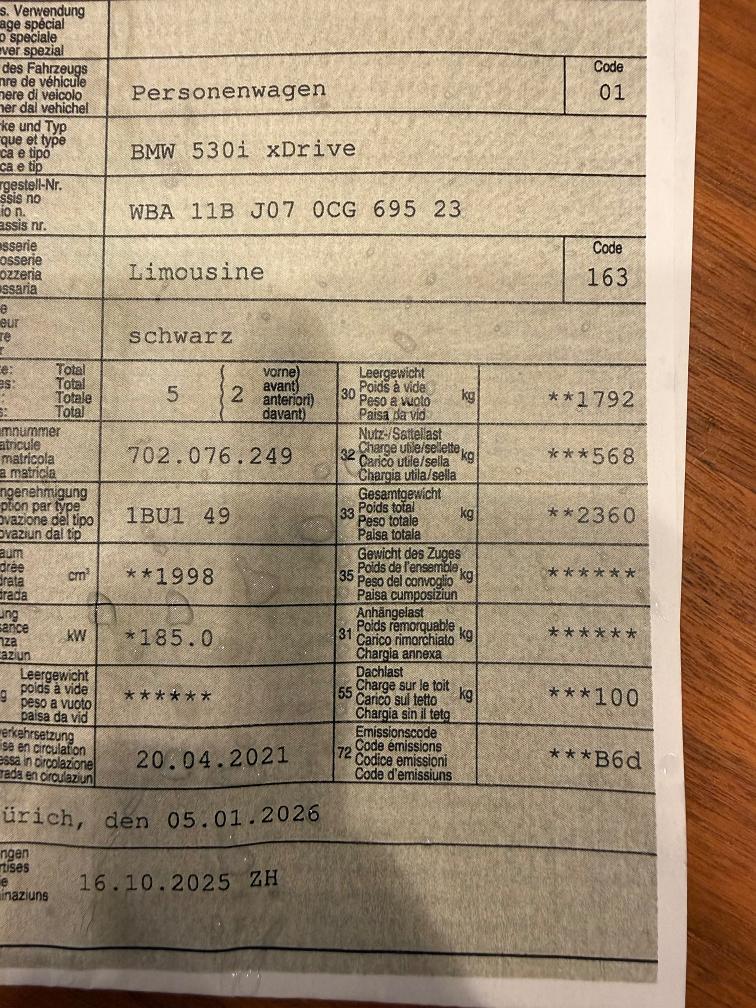 s. Verwendung
age spécial
o speciale
ver spezial
des Fahrzeugs
nre de véhicule
nere di veicolo
ner dal vehichel
Personenwagen
Code
01
rke und Typ
que et type
ca e tipo
ca e tip
BMW 530i xDrive
rgestell-Nr.
assis no
io n.
assis nr.
WBA 11B J07 0CG 695 23
osserie
osserie
ozzeria
ossaria
Limousine
Code
163
e
eur
re
r
schwarz
e: Total
es: Total
: Totale
s: Total
5 2
vorne)
avant)
anteriori)
davant)
30 Leergewicht
Poids à vide
Peso a vuoto
Paisa da vid
kg
**1792
mnummer
atricule
matricola
a matricla
702.076.249
32 Nutz-/Sattellast
Charge utile/sellette
Carico utile/sella
Chargia utila/sella
kg
***568
ngenehmigung
ption par type
ovazione del tipo
ovaziun dal tip
1BU1 49
33 Gesamtgewicht
Poids total
Peso totale
Paisa totala
kg
**2360
aum
drée
drata
drada
cm³
**1998
35 Gewicht des Zuges
Poids de l'ensemble
Peso del convoglio
Paisa cumposiziun
kg
******
ung
sance
nza
taziun
kW
*185.0
31 Anhängelast
Poids remorquable
Carico rimorchiato
Chargia annexa
kg
******
g
Leergewicht
poids à vide
peso a vuoto
paisa da vid
******
55 Dachlast
Charge sur le toit
Carico sul tetto
Chargia sin il tetg
kg
***100
verkehrsetzung
ise en circulation
essa in circolazione
rada en circulaziun
20.04.2021
72 Emissionscode
Code émissions
Codice emissioni
Code d'emissiuns
***B6d
ürich, den 05.01.2026
ngen
rtises
e
inaziuns
16.10.2025 ZH